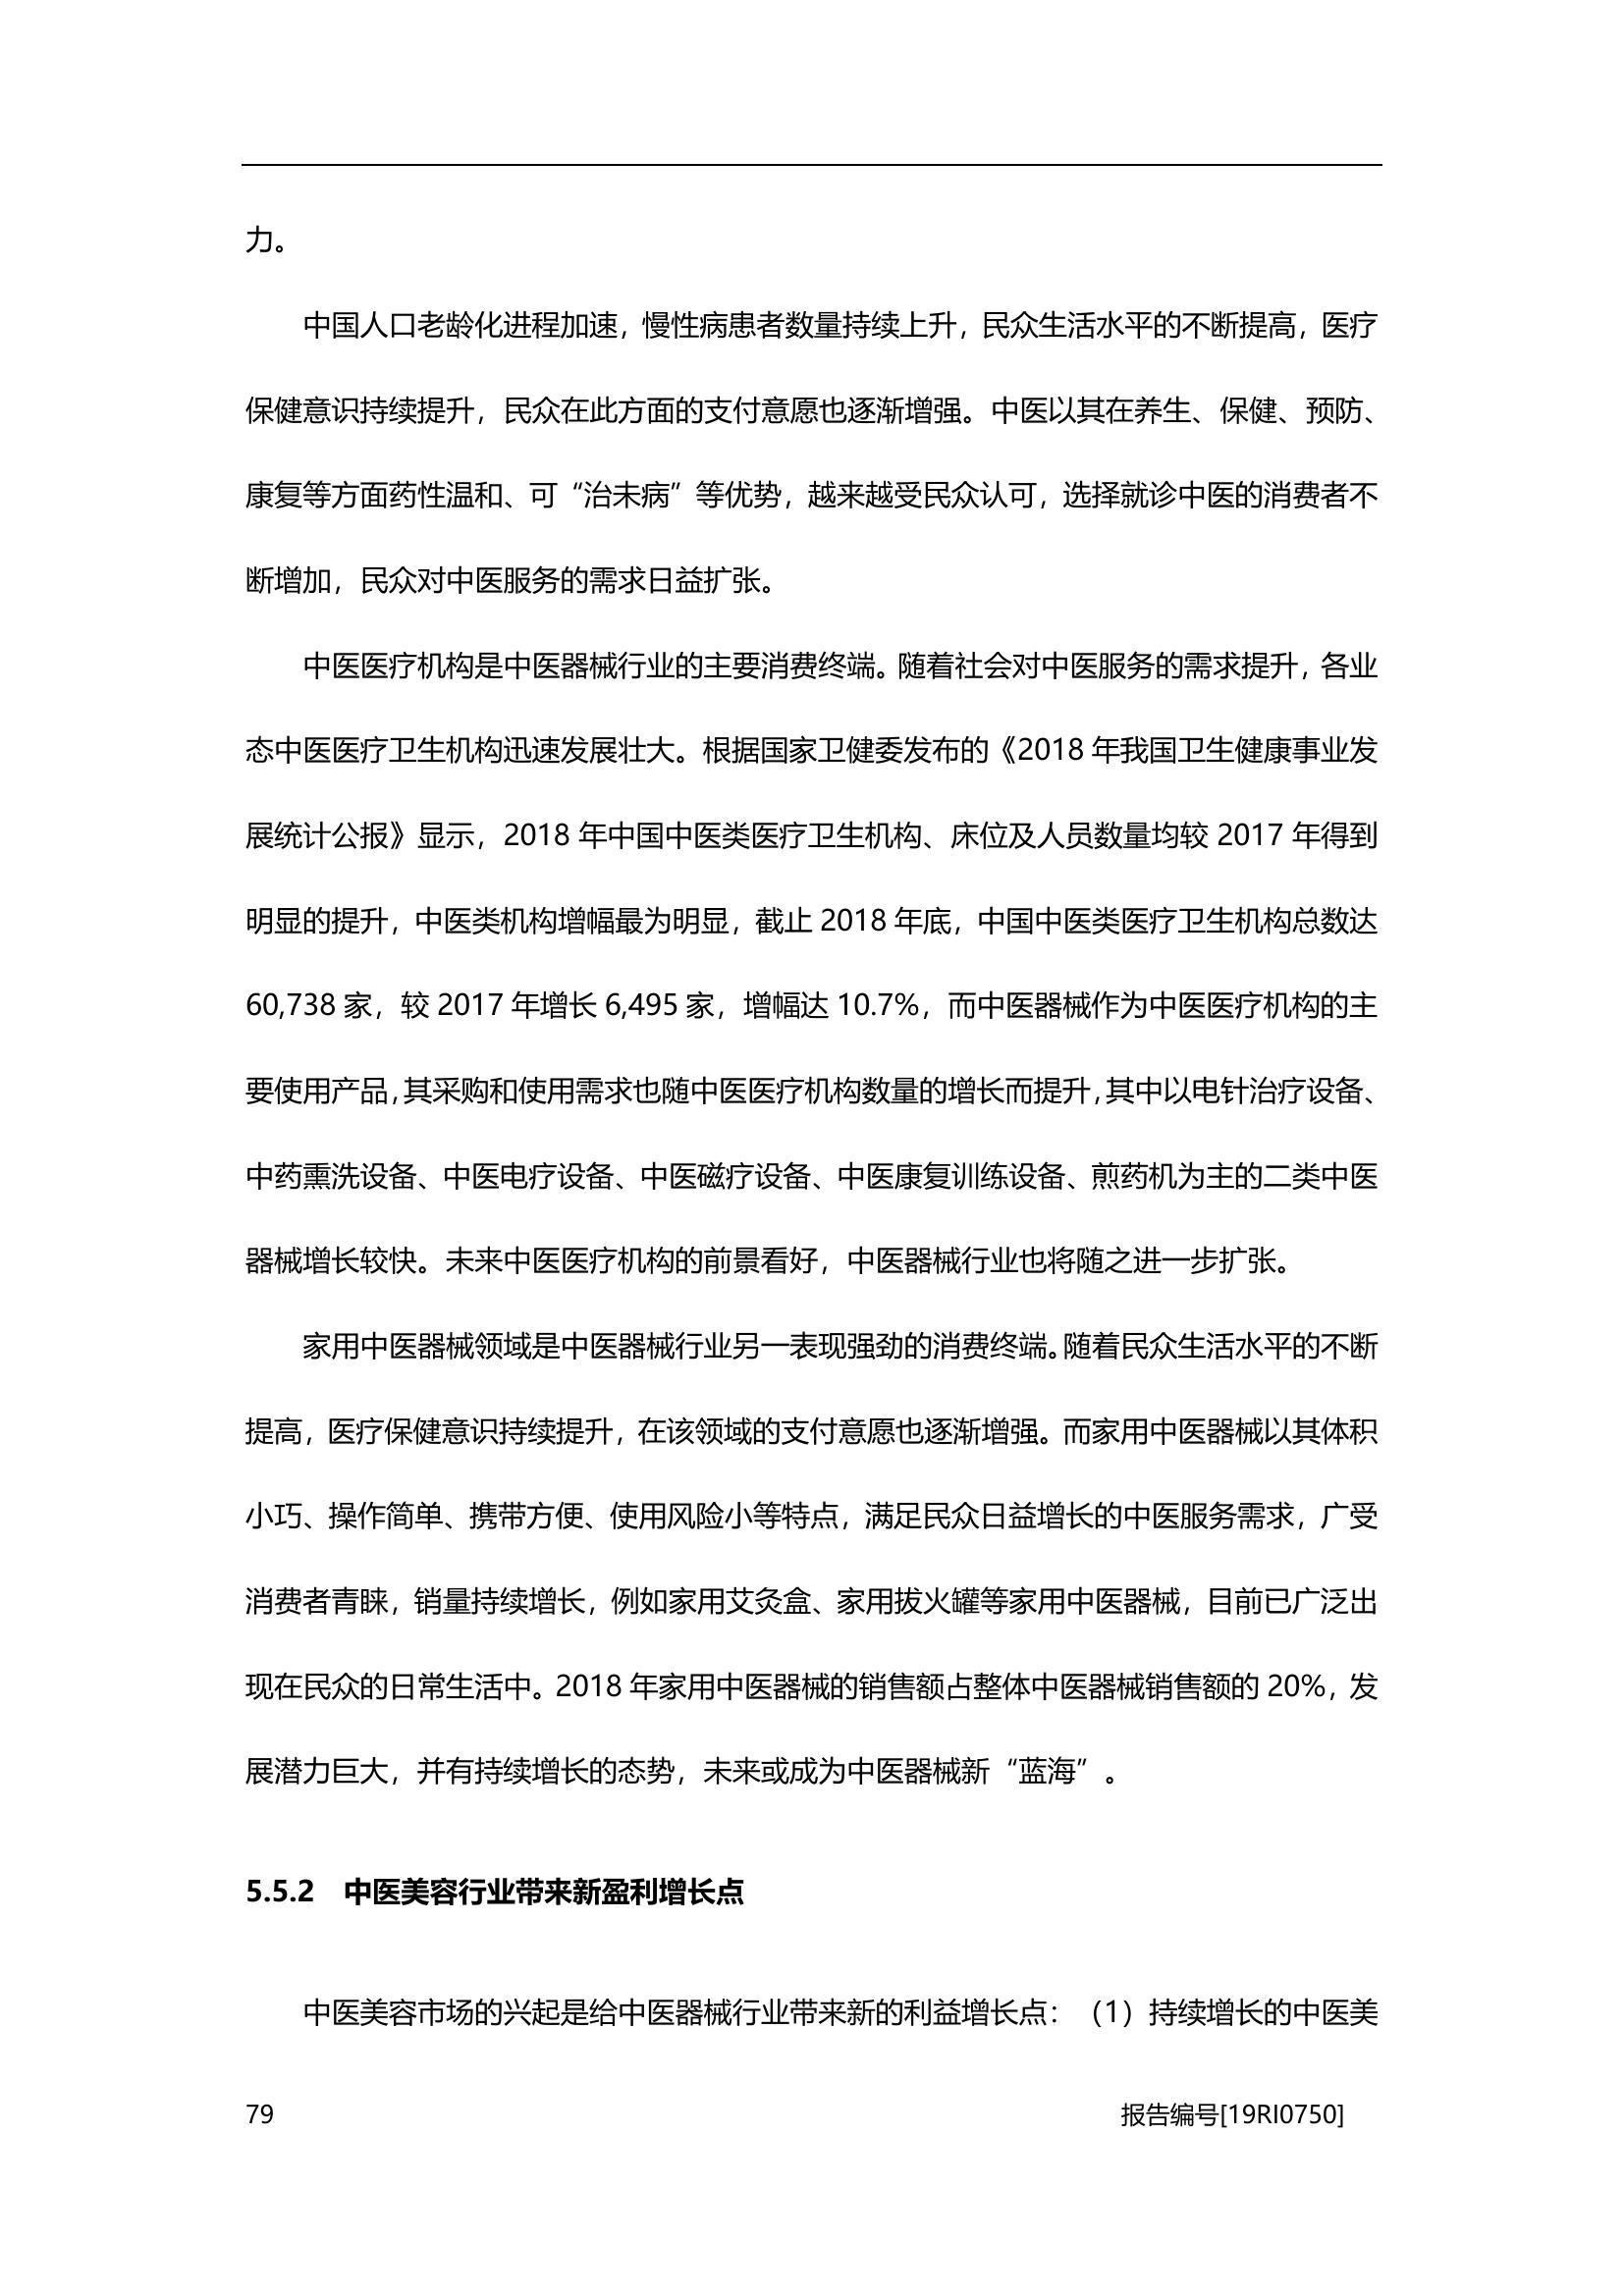 力。
中国人口老龄化进程加速，慢性病患者数量持续上升，民众生活水平的不断提高，医疗
保健意识持续提升，民众在此方面的支付意愿也逐渐增强。中医以其在养生、保健、预防、
康复等方面药性温和、可“治未病”等优势，越来越受民众认可，选择就诊中医的消费者不
断增加，民众对中医服务的需求日益扩张。
中医医疗机构是中医器械行业的主要消费终端。随着社会对中医服务的需求提升，各业
态中医医疗卫生机构迅速发展壮大。根据国家卫健委发布的《2018 年我国卫生健康事业发
展统计公报》显示，2018 年中国中医类医疗卫生机构、床位及人员数量均较 2017 年得到
明显的提升，中医类机构增幅最为明显，截止 2018 年底，中国中医类医疗卫生机构总数达
60,738 家，较 2017 年增长 6,495 家，增幅达 10.7%，而中医器械作为中医医疗机构的主
要使用产品，其采购和使用需求也随中医医疗机构数量的增长而提升，其中以电针治疗设备、
中药熏洗设备、中医电疗设备、中医磁疗设备、中医康复训练设备、煎药机为主的二类中医
器械增长较快。未来中医医疗机构的前景看好，中医器械行业也将随之进一步扩张。
家用中医器械领域是中医器械行业另一表现强劲的消费终端。随着民众生活水平的不断
提高，医疗保健意识持续提升，在该领域的支付意愿也逐渐增强。而家用中医器械以其体积
小巧、操作简单、携带方便、使用风险小等特点，满足民众日益增长的中医服务需求，广受
消费者青睐，销量持续增长，例如家用艾灸盒、家用拔火罐等家用中医器械，目前已广泛出
现在民众的日常生活中。2018 年家用中医器械的销售额占整体中医器械销售额的 20%，发
展潜力巨大，并有持续增长的态势，未来或成为中医器械新“蓝海”。
5.5.2 中医美容行业带来新盈利增长点
中医美容市场的兴起是给中医器械行业带来新的利益增长点：（1）持续增长的中医美
79 报告编号[19RI0750]